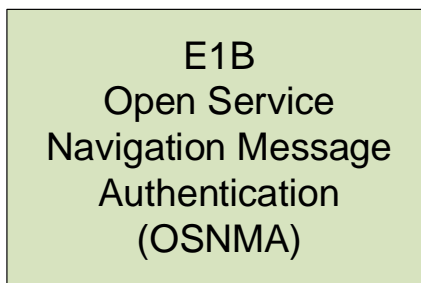 E1B
Open Service
Navigation Message
Authentication
(OSNMA)